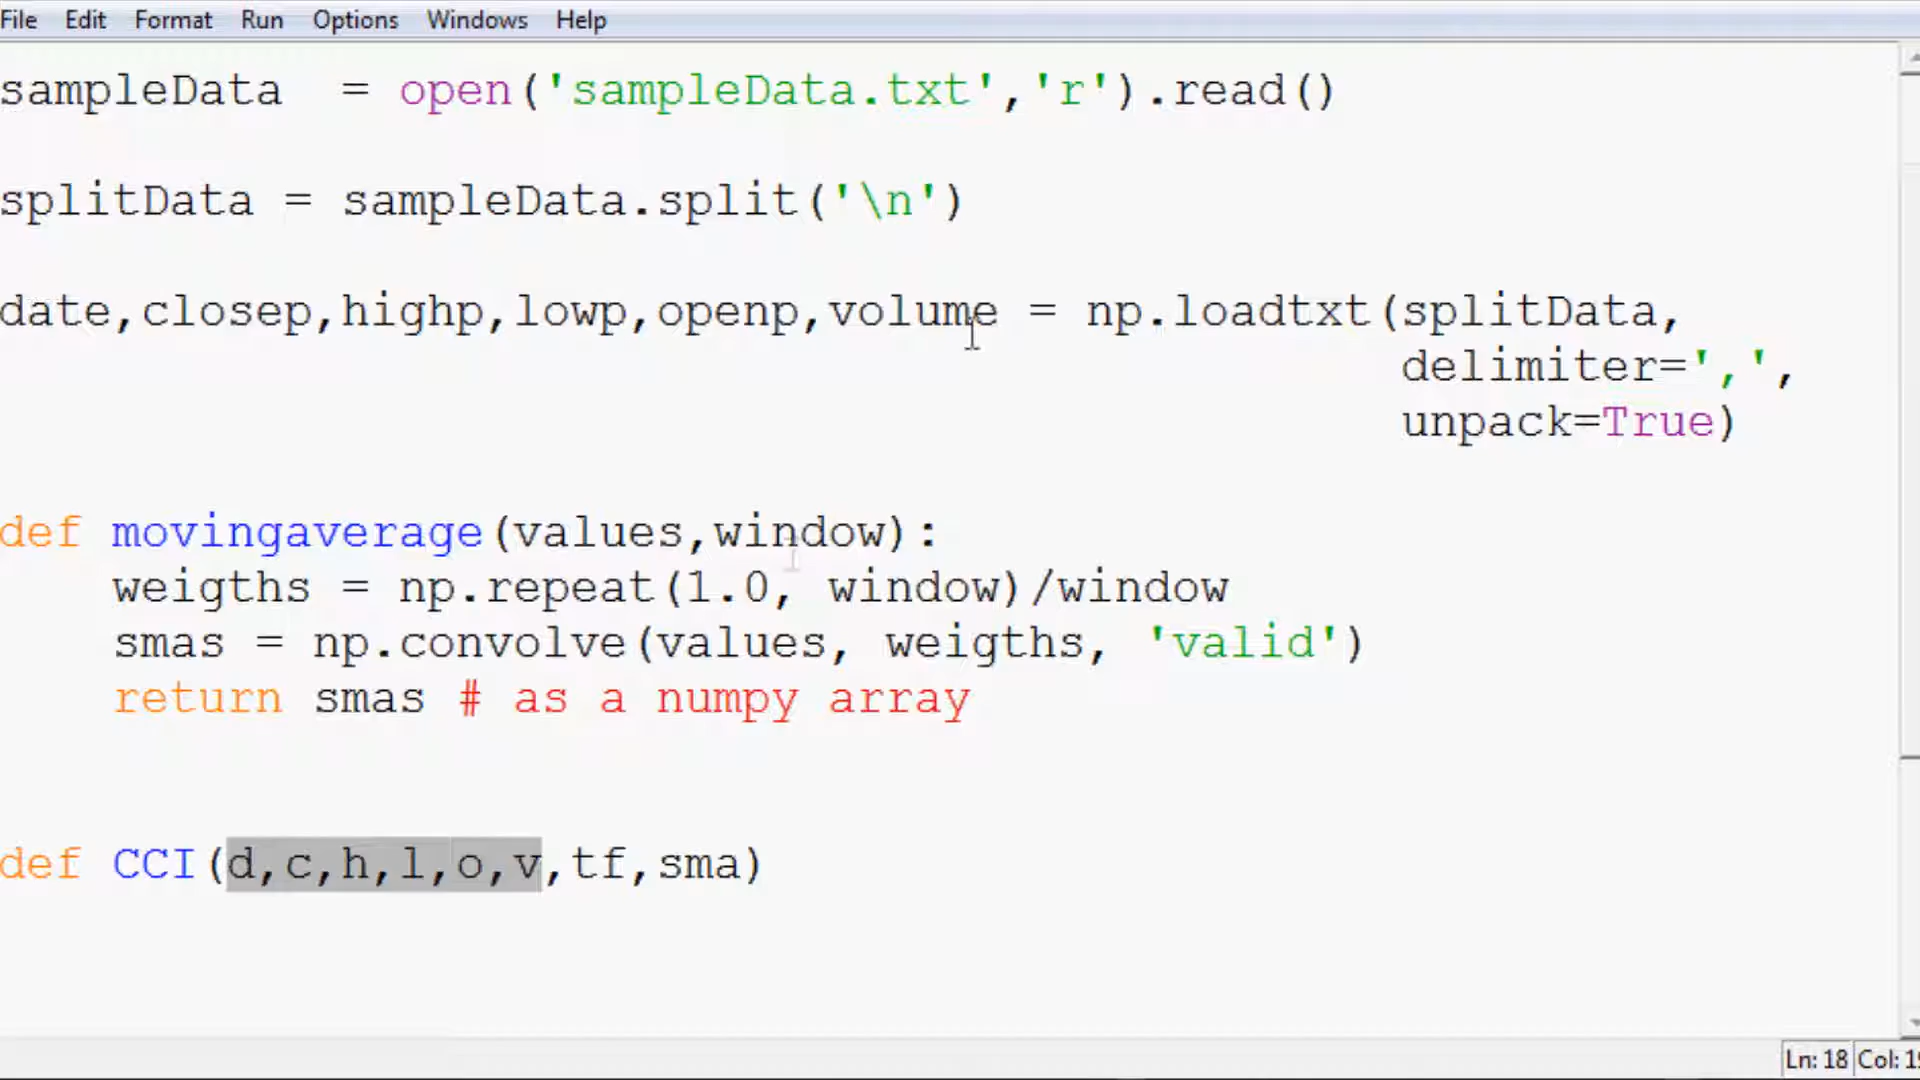 File Edit Format Run Options Windows Help
sampleData  = open('sampleData.txt','r').read()
splitData = sampleData.split('\n')
date,closep,highp,lowp,openp,volume = np.loadtxt(splitData,
delimiter=',',
unpack=True)
def movingaverage(values,window):
weigths = np.repeat(1.0, window)/window
smas = np.convolve(values, weigths, 'valid')
return smas # as a numpy array
def CCI(d,c,h,l,o,v,tf,sma)
Ln: 18 Col: